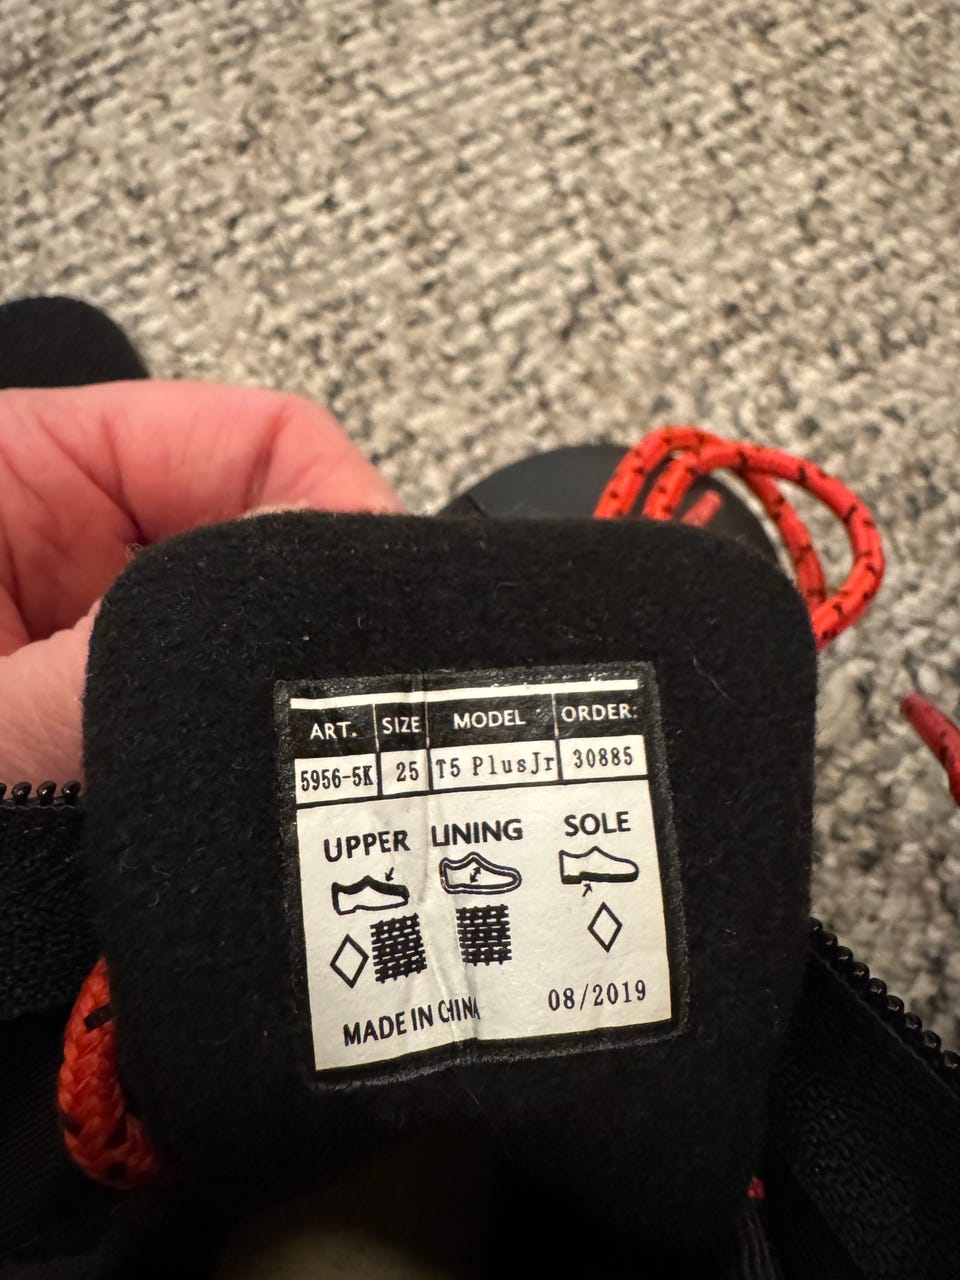 ART. SIZE MODEL ORDER:
5956-5K 25 T5 PlusJr 30885
UPPER LINING SOLE
MADE IN CHINA 08/2019